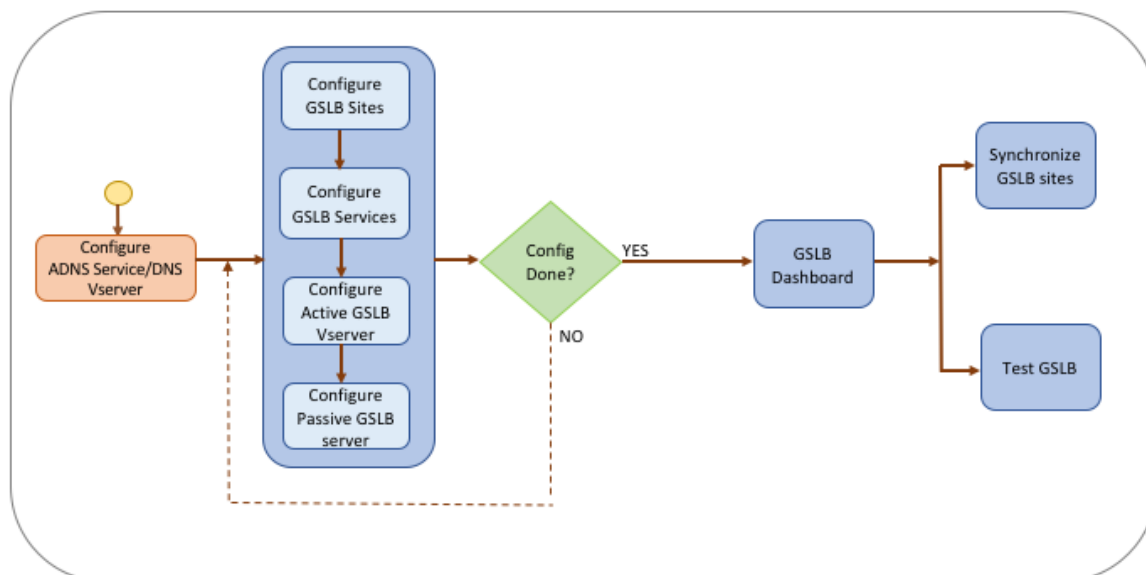 Configure
ADNS Service/DNS
Vserver
Configure
GSLB Sites
Configure
GSLB Services
Configure
Active GSLB
Vserver
Configure
Passive GSLB
server
Config
Done?
YES
NO
GSLB
Dashboard
Synchronize
GSLB sites
Test GSLB